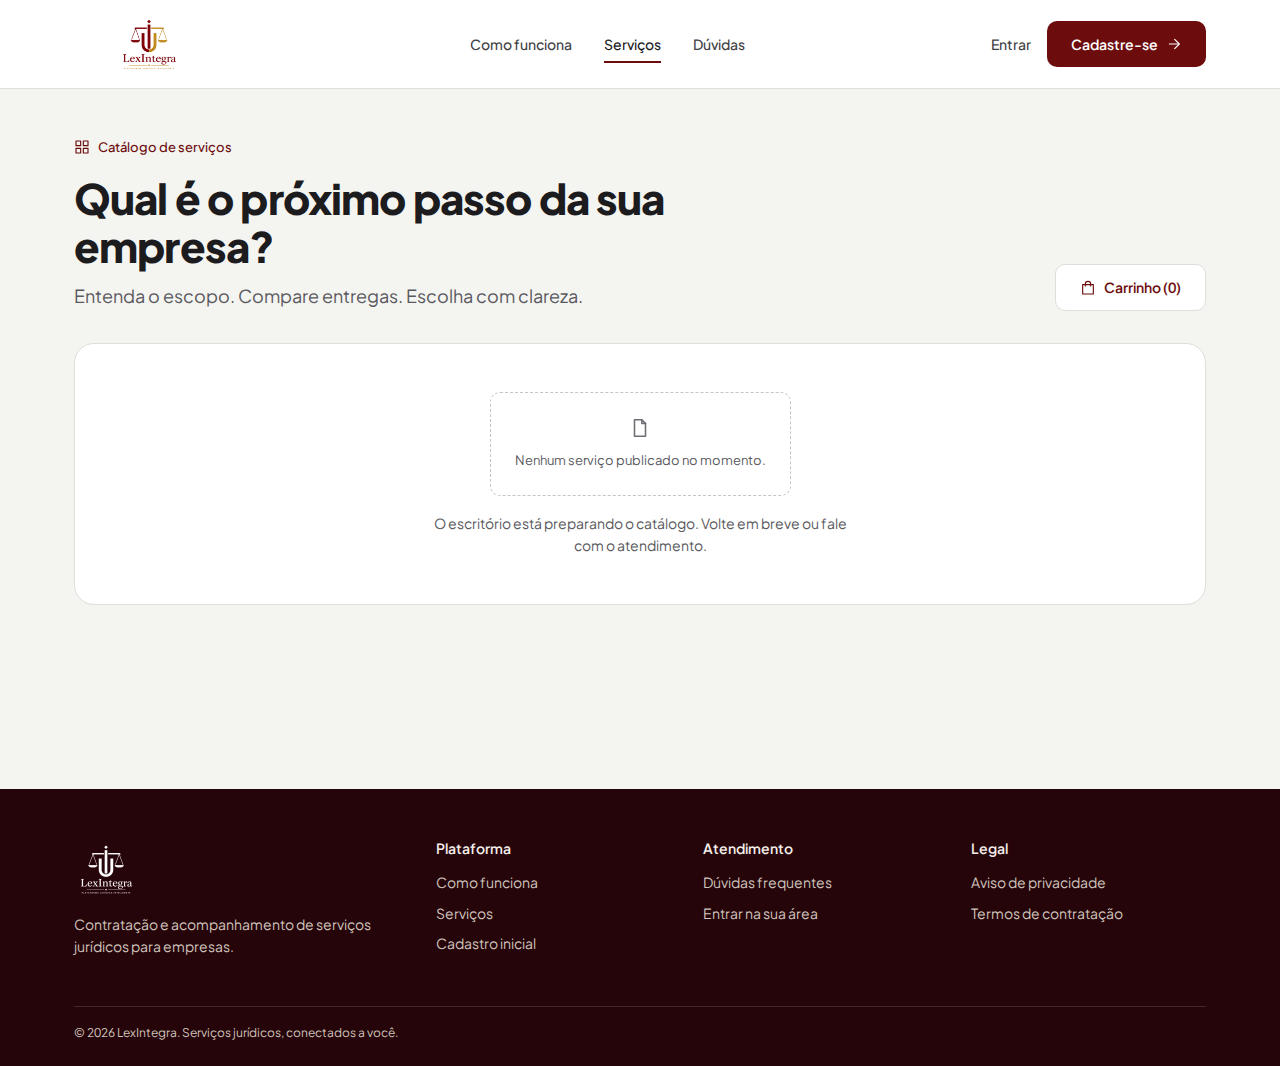 LexIntegra
Como funciona
Serviços
Dúvidas
Entrar
Cadastre-se
Catálogo de serviços
Qual é o próximo passo da sua
empresa?
Entenda o escopo. Compare entregas. Escolha com clareza.
Carrinho (0)
Nenhum serviço publicado no momento.
O escritório está preparando o catálogo. Volte em breve ou fale
com o atendimento.
LexIntegra
Contratação e acompanhamento de serviços
jurídicos para empresas.
Plataforma
Como funciona
Serviços
Cadastro inicial
Atendimento
Dúvidas frequentes
Entrar na sua área
Legal
Aviso de privacidade
Termos de contratação
© 2026 LexIntegra. Serviços jurídicos, conectados a você.